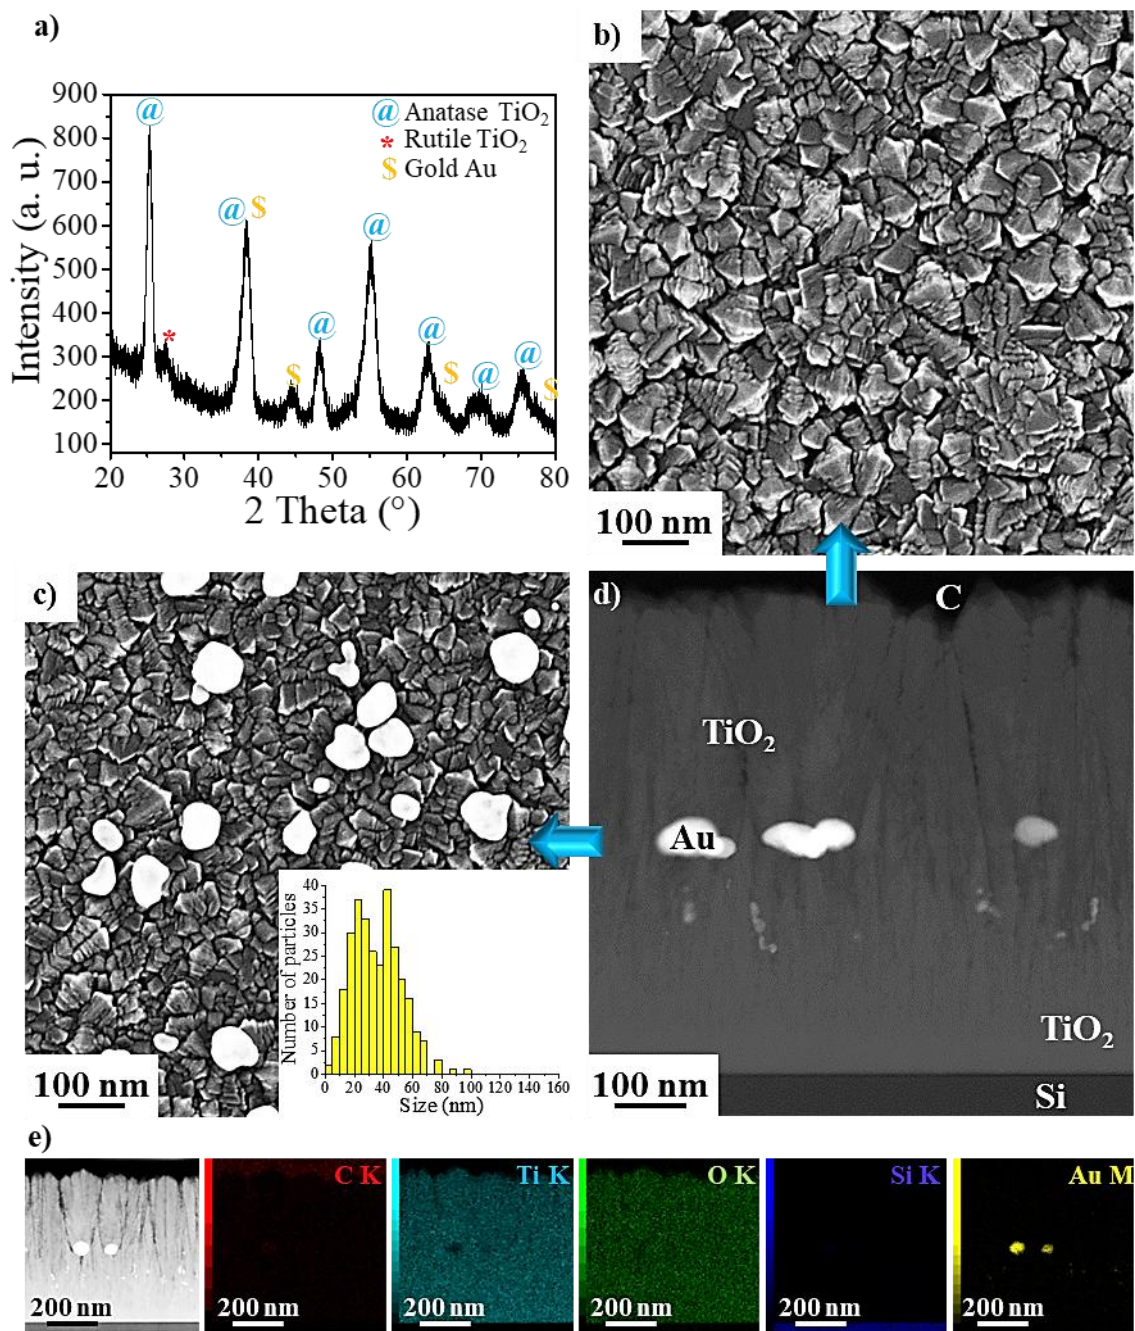 a)
900
800
700
600
500
400
300
200
100
Intensity (a. u.)
20 30 40 50 60 70 80
2 Theta (°)
@ Anatase TiO₂
* Rutile TiO₂
$ Gold Au
@
*
@ $
$
@
@
@
$
@
@
$
b)
100 nm
c)
100 nm
40
35
30
25
20
15
10
5
0
Number of particles
0 20 40 60 80 100 120 140 160
Size (nm)
d)
C
TiO₂
Au
TiO₂
Si
100 nm
e)
200 nm
C K
200 nm
Ti K
200 nm
O K
200 nm
Si K
200 nm
Au M
200 nm